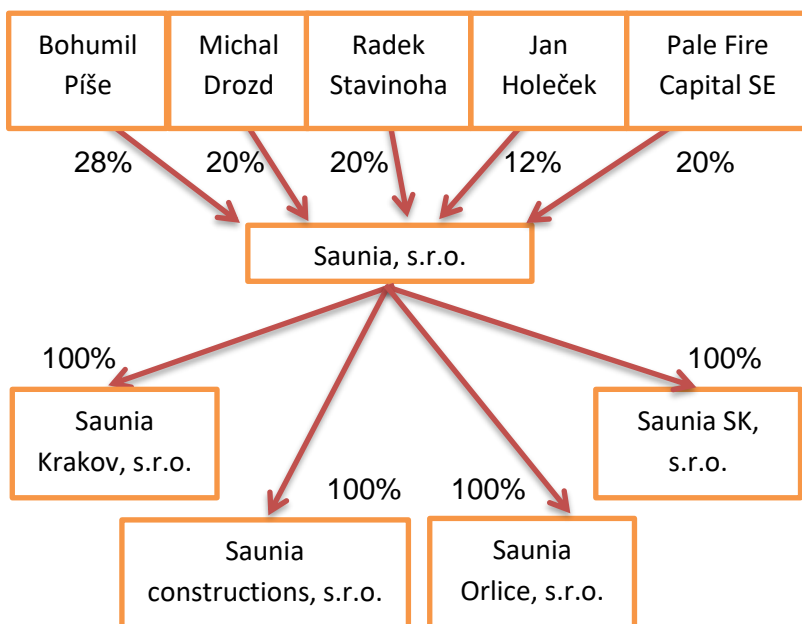 Bohumil
Píše
Michal
Drozd
Radek
Stavinoha
Jan
Holeček
Pale Fire
Capital SE
28%
20%
20%
12%
20%
Saunia, s.r.o.
100%
100%
Saunia
Krakov, s.r.o.
Saunia SK,
s.r.o.
100%
100%
Saunia
constructions, s.r.o.
Saunia
Orlice, s.r.o.